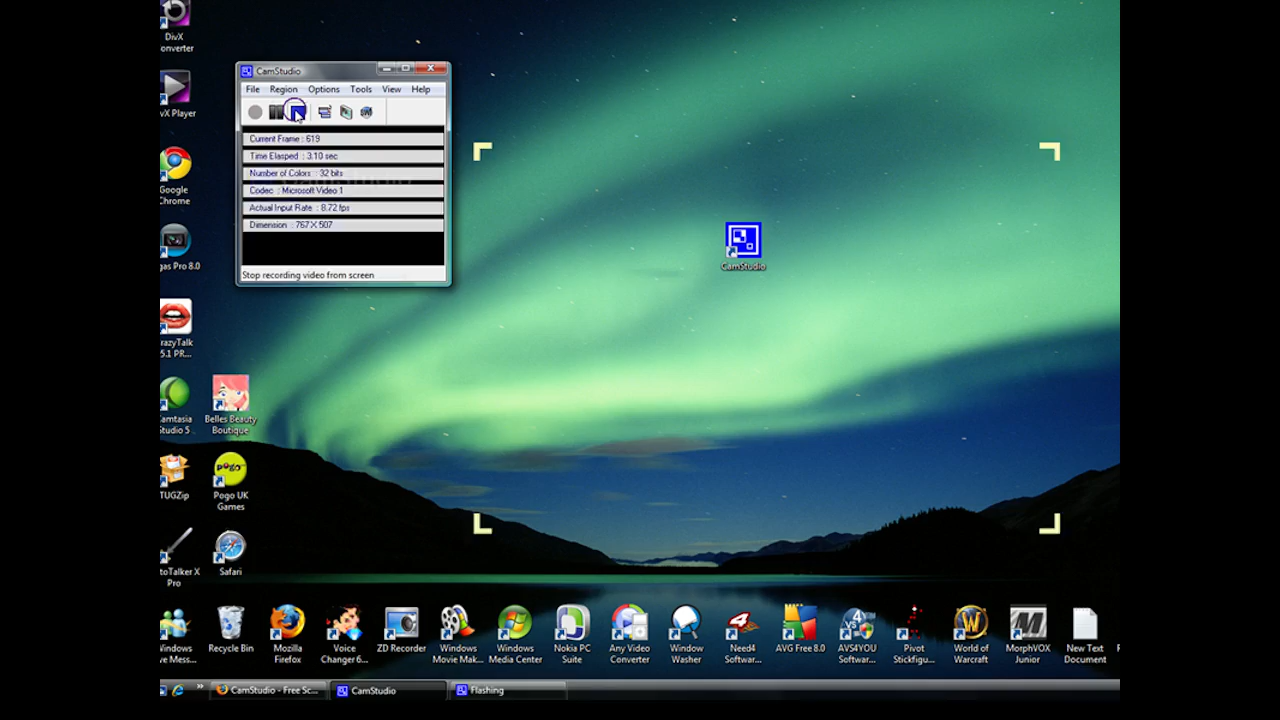 DivX
onverter
vX Player
Google
Chrome
gas Pro 8.0
razyTalk
5.1 PR...
amtasia
tudio 5
Belles Beauty
Boutique
TUGZip
pogo
Pogo UK
Games
toTalker X
Pro
Safari
CamStudio
File Region Options Tools View Help
Current Frame : 619
Time Elasped : 3.10 sec
Number of Colors : 32 bits
Codec : Microsoft Video 1
Actual Input Rate : 8.72 fps
Dimension : 767 X 507
Stop recording video from screen
CamStudio
indows
e Mess...
Recycle Bin
Mozilla
Firefox
Voice
Changer 6...
ZD Recorder
Windows
Movie Mak...
Windows
Media Center
Nokia PC
Suite
Any Video
Converter
Window
Washer
4
Need4
Softwar...
AVG Free 8.0
AVS4YOU
Softwar...
Pivot
Stickfigu...
W
World of
Warcraft
M
MorphVOX
Junior
New Text
Document
CamStudio - Free Sc...
CamStudio
Flashing